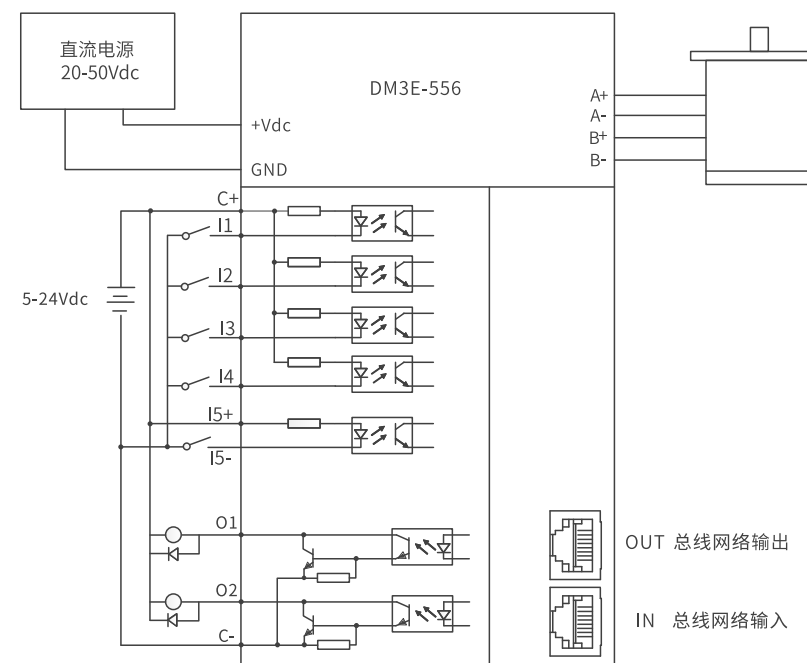 直流电源
20-50Vdc
DM3E-556
+Vdc
GND
A+
A-
B+
B-
C+
I1
I2
5-24Vdc
I3
I4
I5+
I5-
O1
OUT 总线网络输出
O2
IN 总线网络输入
C-